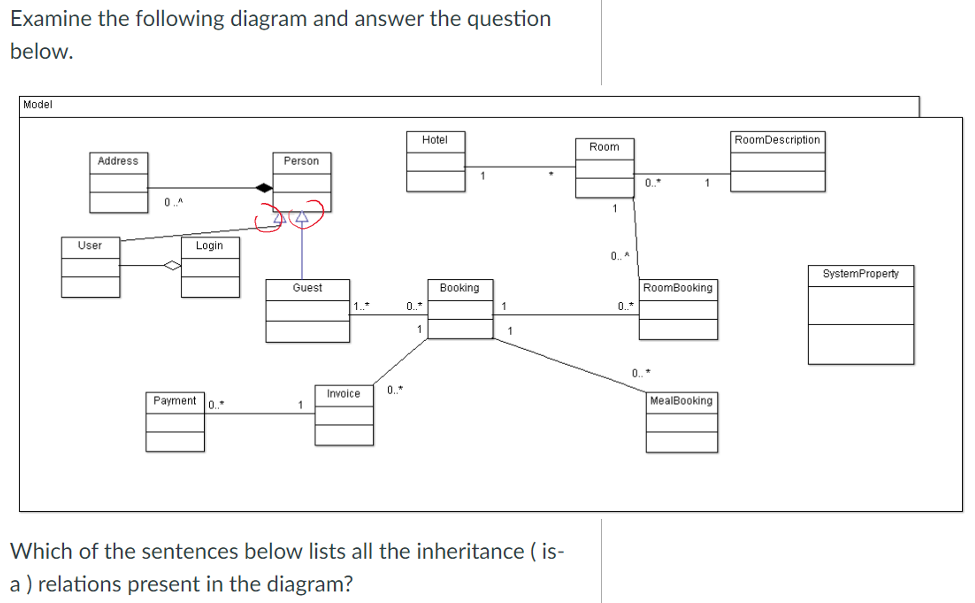 Examine the following diagram and answer the question
below.
Model
Hotel
Room
RoomDescription
Address
Person
1
*
0..*
1
0..^
1
User
Login
0..^
SystemProperty
Guest
Booking
RoomBooking
1..*
0..*
1
0..*
1
1
0..*
Invoice
0..*
Payment
0..*
1
MealBooking
Which of the sentences below lists all the inheritance ( is-
a ) relations present in the diagram?